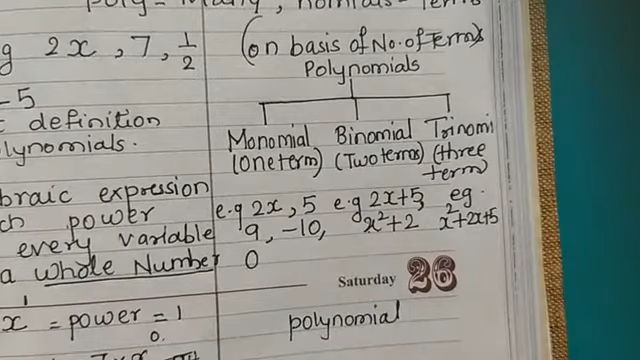 Poly = Many, nomials = Terms
g 2x, 7, 1/2
-5
definition
lynomials.
braic expression
ch power
every variable
a whole Number
x¹ = power = 1
0.
(on basis of No. of Terms)
Polynomials
Monomial Binomial Trinomi
(One term) (Two terms) (three
term)
e.g 2x, 5 e.g 2x+5, eg.
9, -10, x²+2 x²+2x+5
0
Saturday 26
polynomial